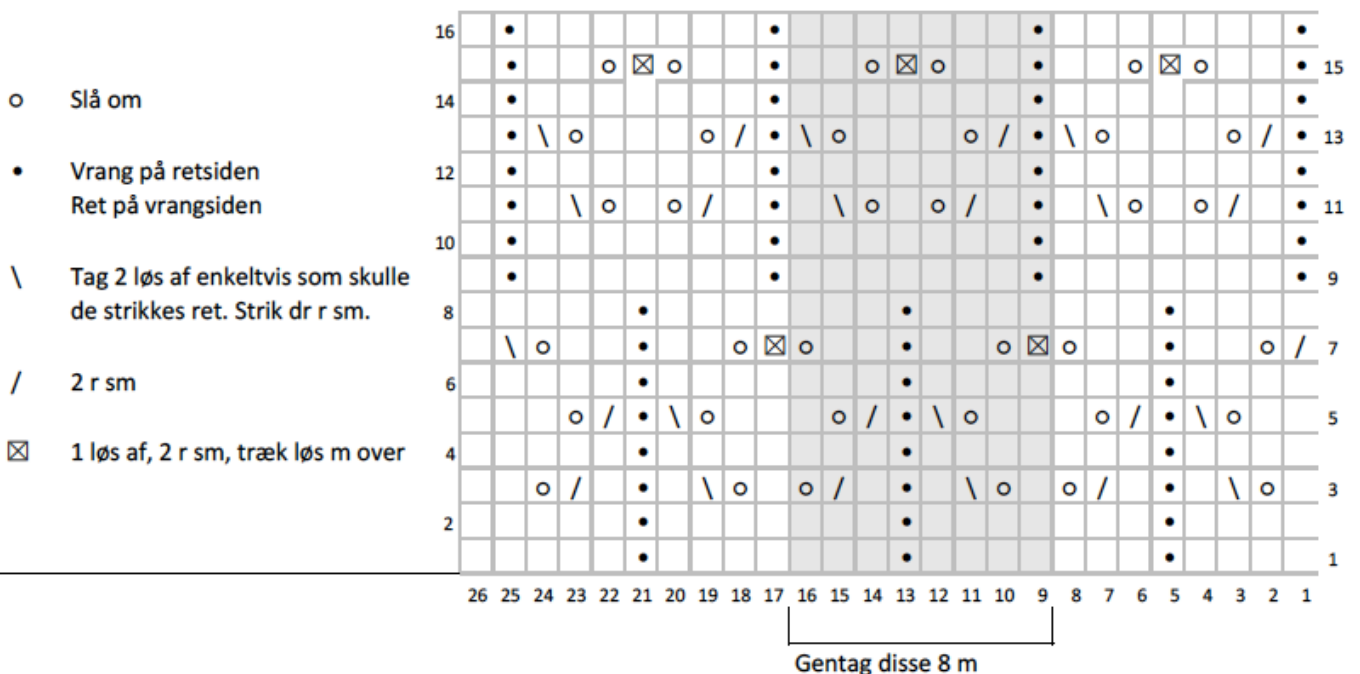 o Slå om
• Vrang på retsiden
Ret på vrangsiden
\ Tag 2 løs af enkeltvis som skulle
de strikkes ret. Strik dr r sm.
/ 2 r sm
☒ 1 løs af, 2 r sm, træk løs m over
16
15
14
13
12
11
10
9
8
7
6
5
4
3
2
1
26 25 24 23 22 21 20 19 18 17 16 15 14 13 12 11 10 9 8 7 6 5 4 3 2 1
Gentag disse 8 m